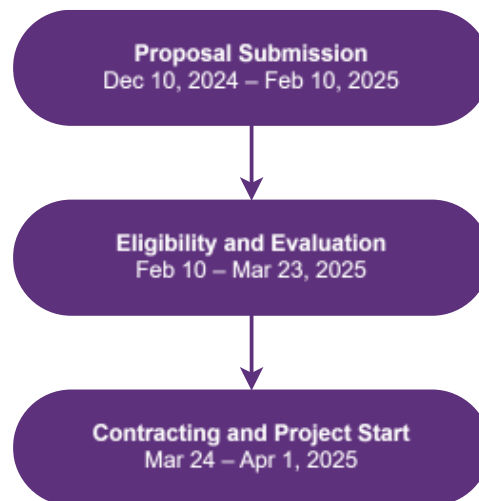 Proposal Submission
Dec 10, 2024 – Feb 10, 2025
Eligibility and Evaluation
Feb 10 – Mar 23, 2025
Contracting and Project Start
Mar 24 – Apr 1, 2025